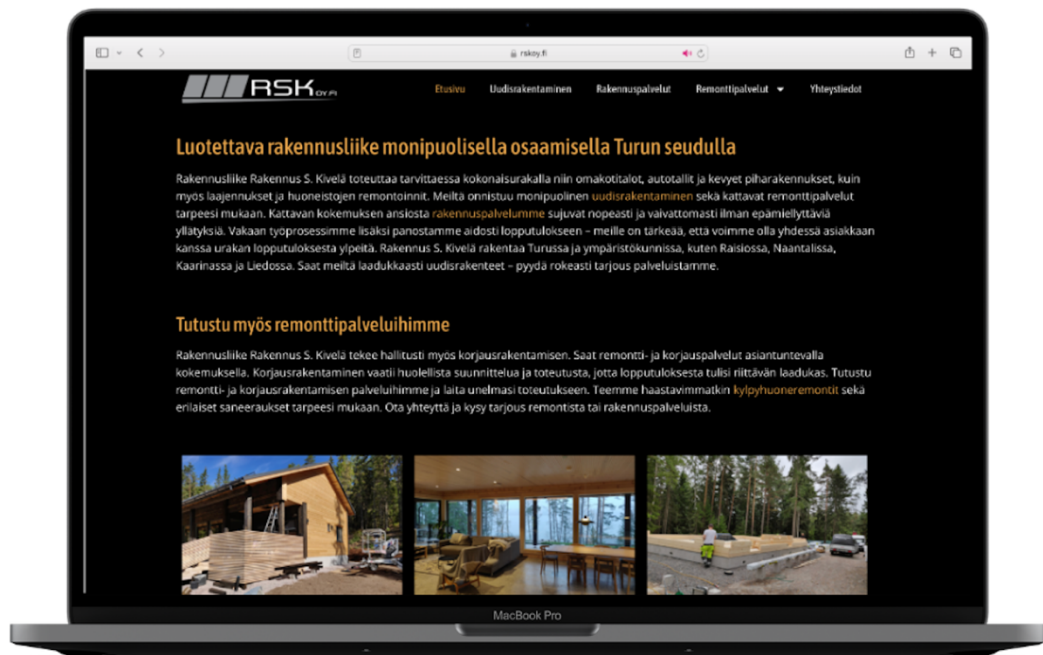 rskoy.fi
RSK OY.FI
Etusivu Uudisrakentaminen Rakennuspalvelut Remonttipalvelut Yhteystiedot
Luotettava rakennusliike monipuolisella osaamisella Turun seudulla
Rakennusliike Rakennus S. Kivelä toteuttaa tarvittaessa kokonaisurakalla niin omakotitalot, autotallit ja kevyet piharakennukset, kuin
myös laajennukset ja huoneistojen remontoinnit. Meiltä onnistuu monipuolinen uudisrakentaminen sekä kattavat remonttipalvelut
tarpeesi mukaan. Kattavan kokemuksen ansiosta rakennuspalvelumme sujuvat nopeasti ja vaivattomasti ilman epämiellyttäviä
yllätyksiä. Vakaan työprosessimme lisäksi panostamme aidosti lopputulokseen – meille on tärkeää, että voimme olla yhdessä asiakkaan
kanssa urakan lopputuloksesta ylpeitä. Rakennus S. Kivelä rakentaa Turussa ja ympäristökunnissa, kuten Raisiossa, Naantalissa,
Kaarinassa ja Liedossa. Saat meiltä laadukkaasti uudisrakenteet – pyydä rokeasti tarjous palveluistamme.
Tutustu myös remonttipalveluihimme
Rakennusliike Rakennus S. Kivelä tekee hallitusti myös korjausrakentamisen. Saat remontti- ja korjauspalvelut asiantuntevalla
kokemuksella. Korjausrakentaminen vaatii huolellista suunnittelua ja toteutusta, jotta lopputuloksesta tulisi riittävän laadukas. Tutustu
remontti- ja korjausrakentamisen palveluihimme ja laita unelmasi toteutukseen. Teemme haastavimmatkin kylpyhuoneremontit sekä
erilaiset saneeraukset tarpeesi mukaan. Ota yhteyttä ja kysy tarjous remontista tai rakennuspalveluista.
MacBook Pro